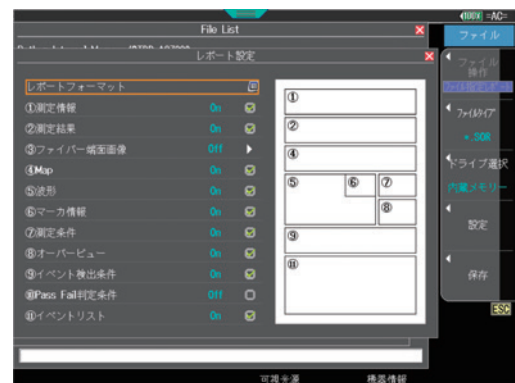 100% =AC=
File List
ファイル
レポート設定
ファイル
操作
レポートフォーマット
①測定情報 On
②測定結果 On
③ファイバー端面画像 Off
④Map On
⑤波形 On
⑥マーカ情報 On
⑦測定条件 On
⑧オーバービュー On
⑨イベント検出条件 On
⑩Pass Fail判定条件 Off
⑪イベントリスト On
①
②
④
⑤ ⑥ ⑦
⑧
⑨
⑪
ファイルタイプ
*.SOR
ドライブ選択
内蔵メモリー
設定
保存
ESC
可視光源 機器情報